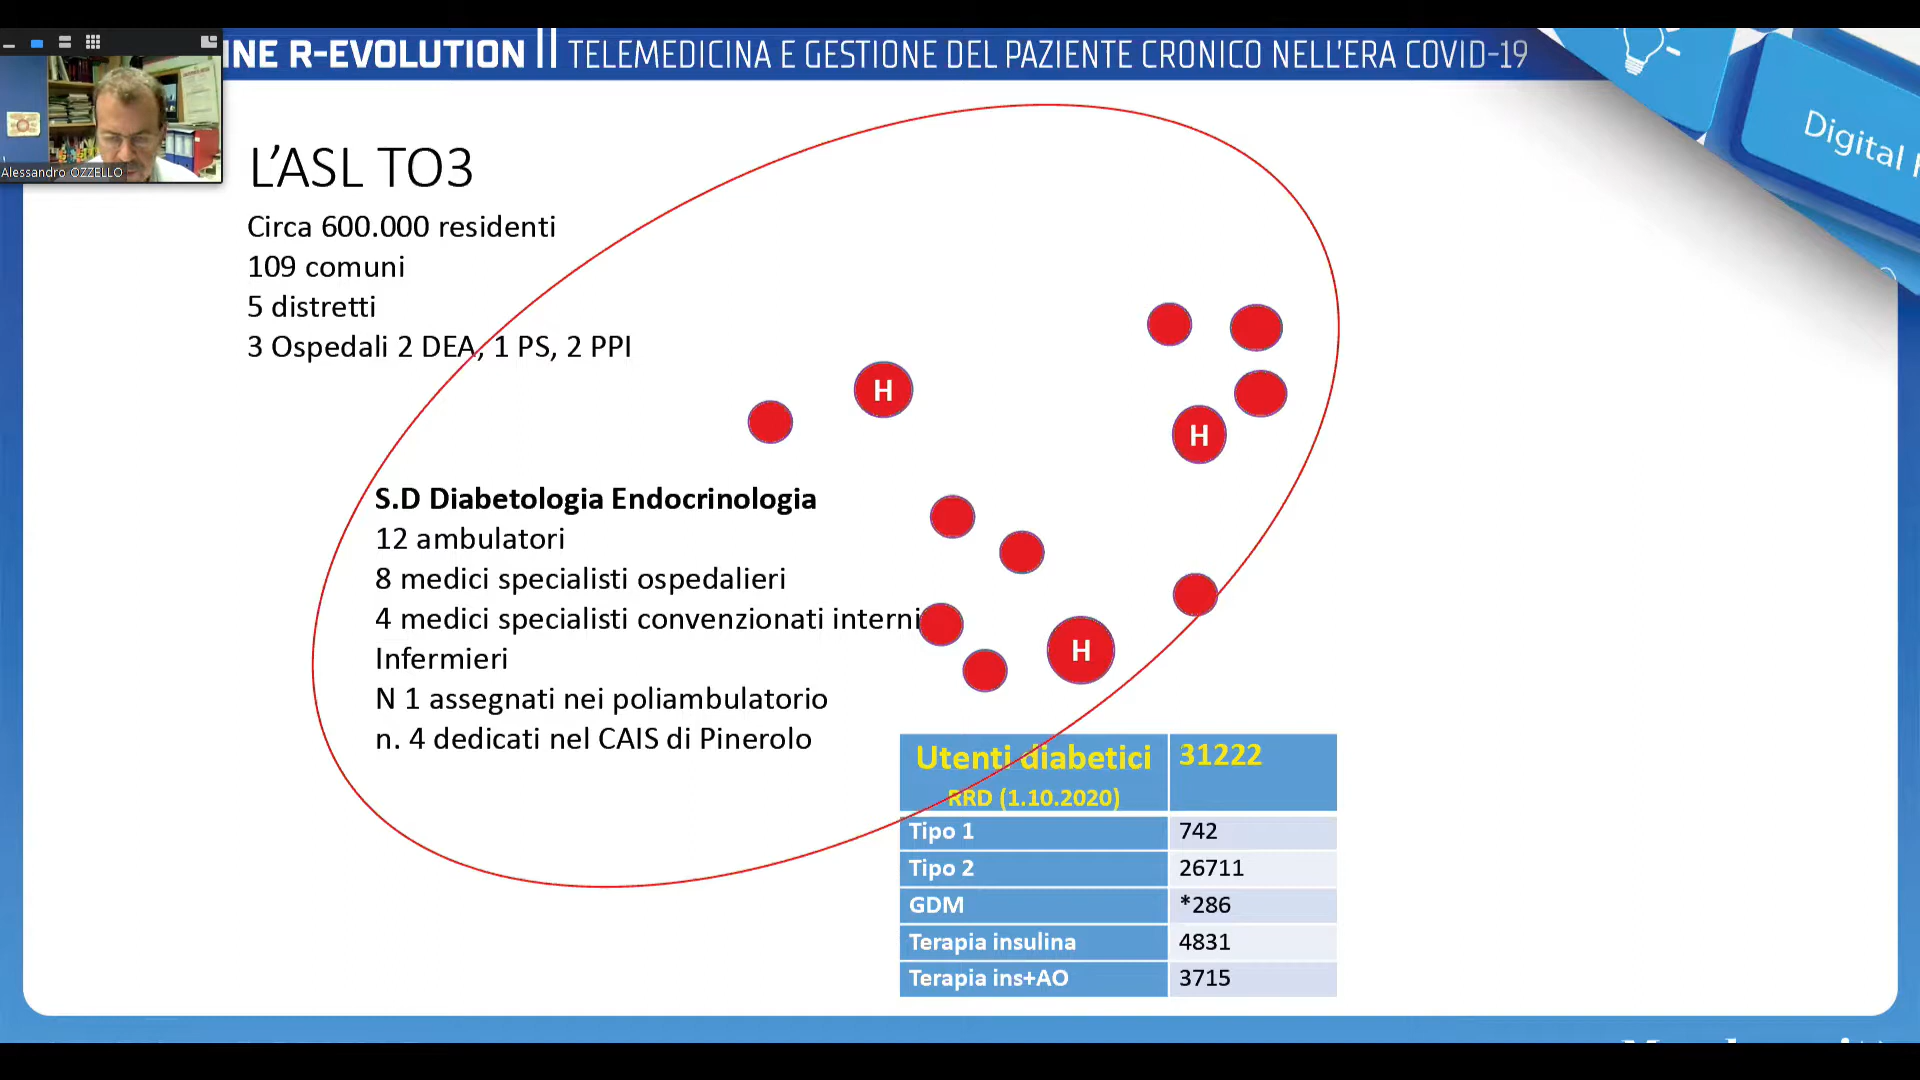 INE R-EVOLUTION || TELEMEDICINA E GESTIONE DEL PAZIENTE CRONICO NELL'ERA COVID-19
Digital
Alessandro OZZELLO
L'ASL TO3
Circa 600.000 residenti
109 comuni
5 distretti
3 Ospedali 2 DEA, 1 PS, 2 PPI
H
H
H
S.D Diabetologia Endocrinologia
12 ambulatori
8 medici specialisti ospedalieri
4 medici specialisti convenzionati interni
Infermieri
N 1 assegnati nei poliambulatorio
n. 4 dedicati nel CAIS di Pinerolo
Utenti diabetici 31222
RRD (1.10.2020)
Tipo 1 742
Tipo 2 26711
GDM *286
Terapia insulina 4831
Terapia ins+AO 3715